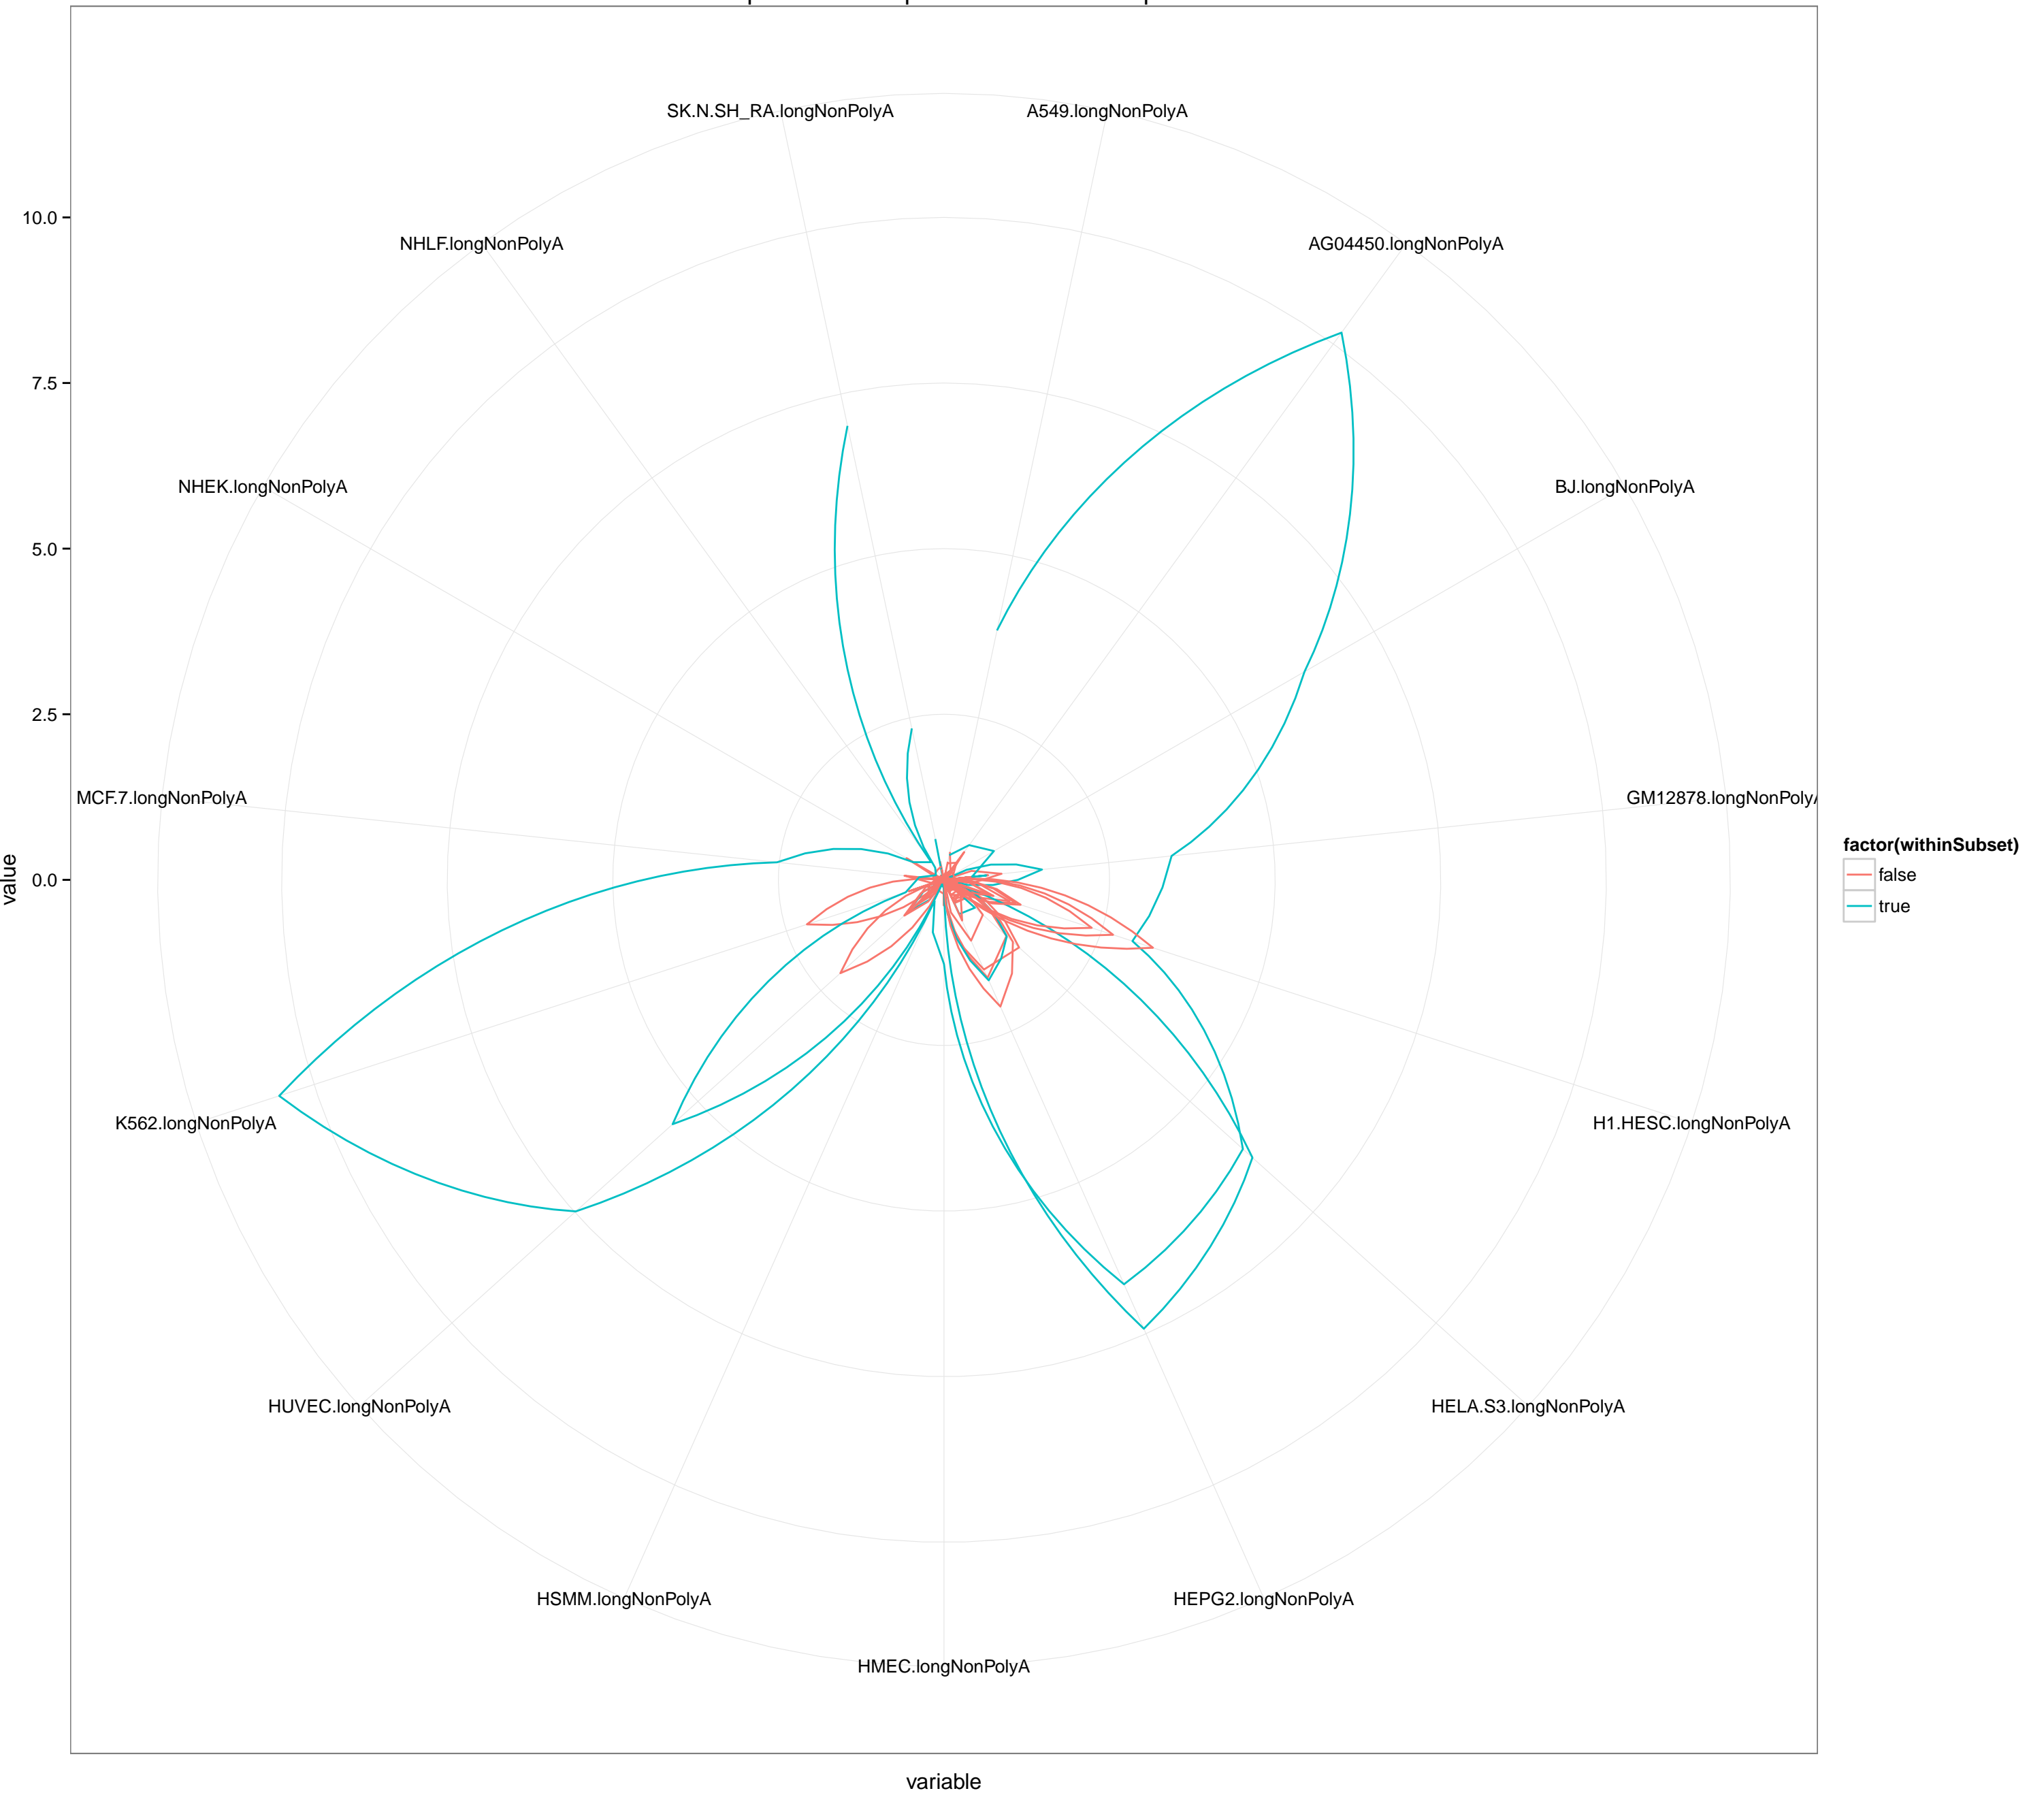 SK.N.SH_RA.longNonPolyA
A549.longNonPolyA
NHLF.longNonPolyA
AG04450.longNonPolyA
NHEK.longNonPolyA
BJ.longNonPolyA
MCF.7.longNonPolyA
GM12878.longNonPolyA
K562.longNonPolyA
H1.HESC.longNonPolyA
HUVEC.longNonPolyA
HELA.S3.longNonPolyA
HSMM.longNonPolyA
HEPG2.longNonPolyA
HMEC.longNonPolyA
10.0
7.5
5.0
2.5
0.0
value
variable
factor(withinSubset)
false
true